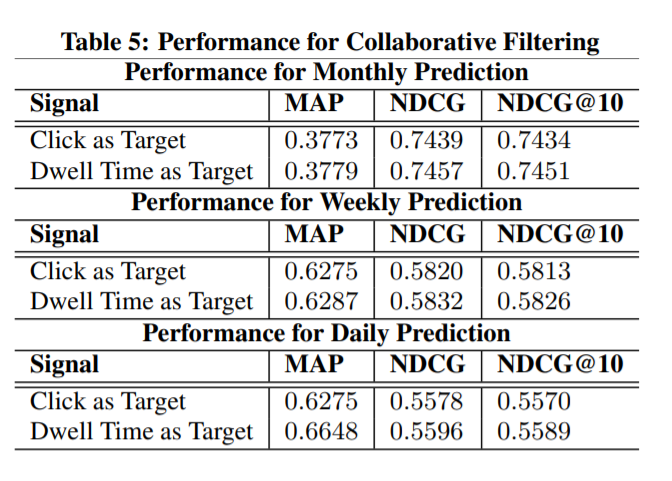 Table 5: Performance for Collaborative Filtering
Performance for Monthly Prediction
Signal MAP NDCG NDCG@10
Click as Target 0.3773 0.7439 0.7434
Dwell Time as Target 0.3779 0.7457 0.7451
Performance for Weekly Prediction
Signal MAP NDCG NDCG@10
Click as Target 0.6275 0.5820 0.5813
Dwell Time as Target 0.6287 0.5832 0.5826
Performance for Daily Prediction
Signal MAP NDCG NDCG@10
Click as Target 0.6275 0.5578 0.5570
Dwell Time as Target 0.6648 0.5596 0.5589